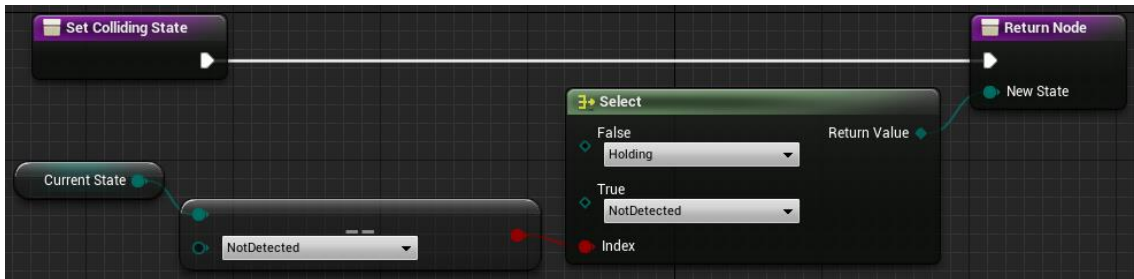 Set Colliding State
Return Node
New State
Select
False
Return Value
Holding
Current State
True
NotDetected
==
NotDetected
Index